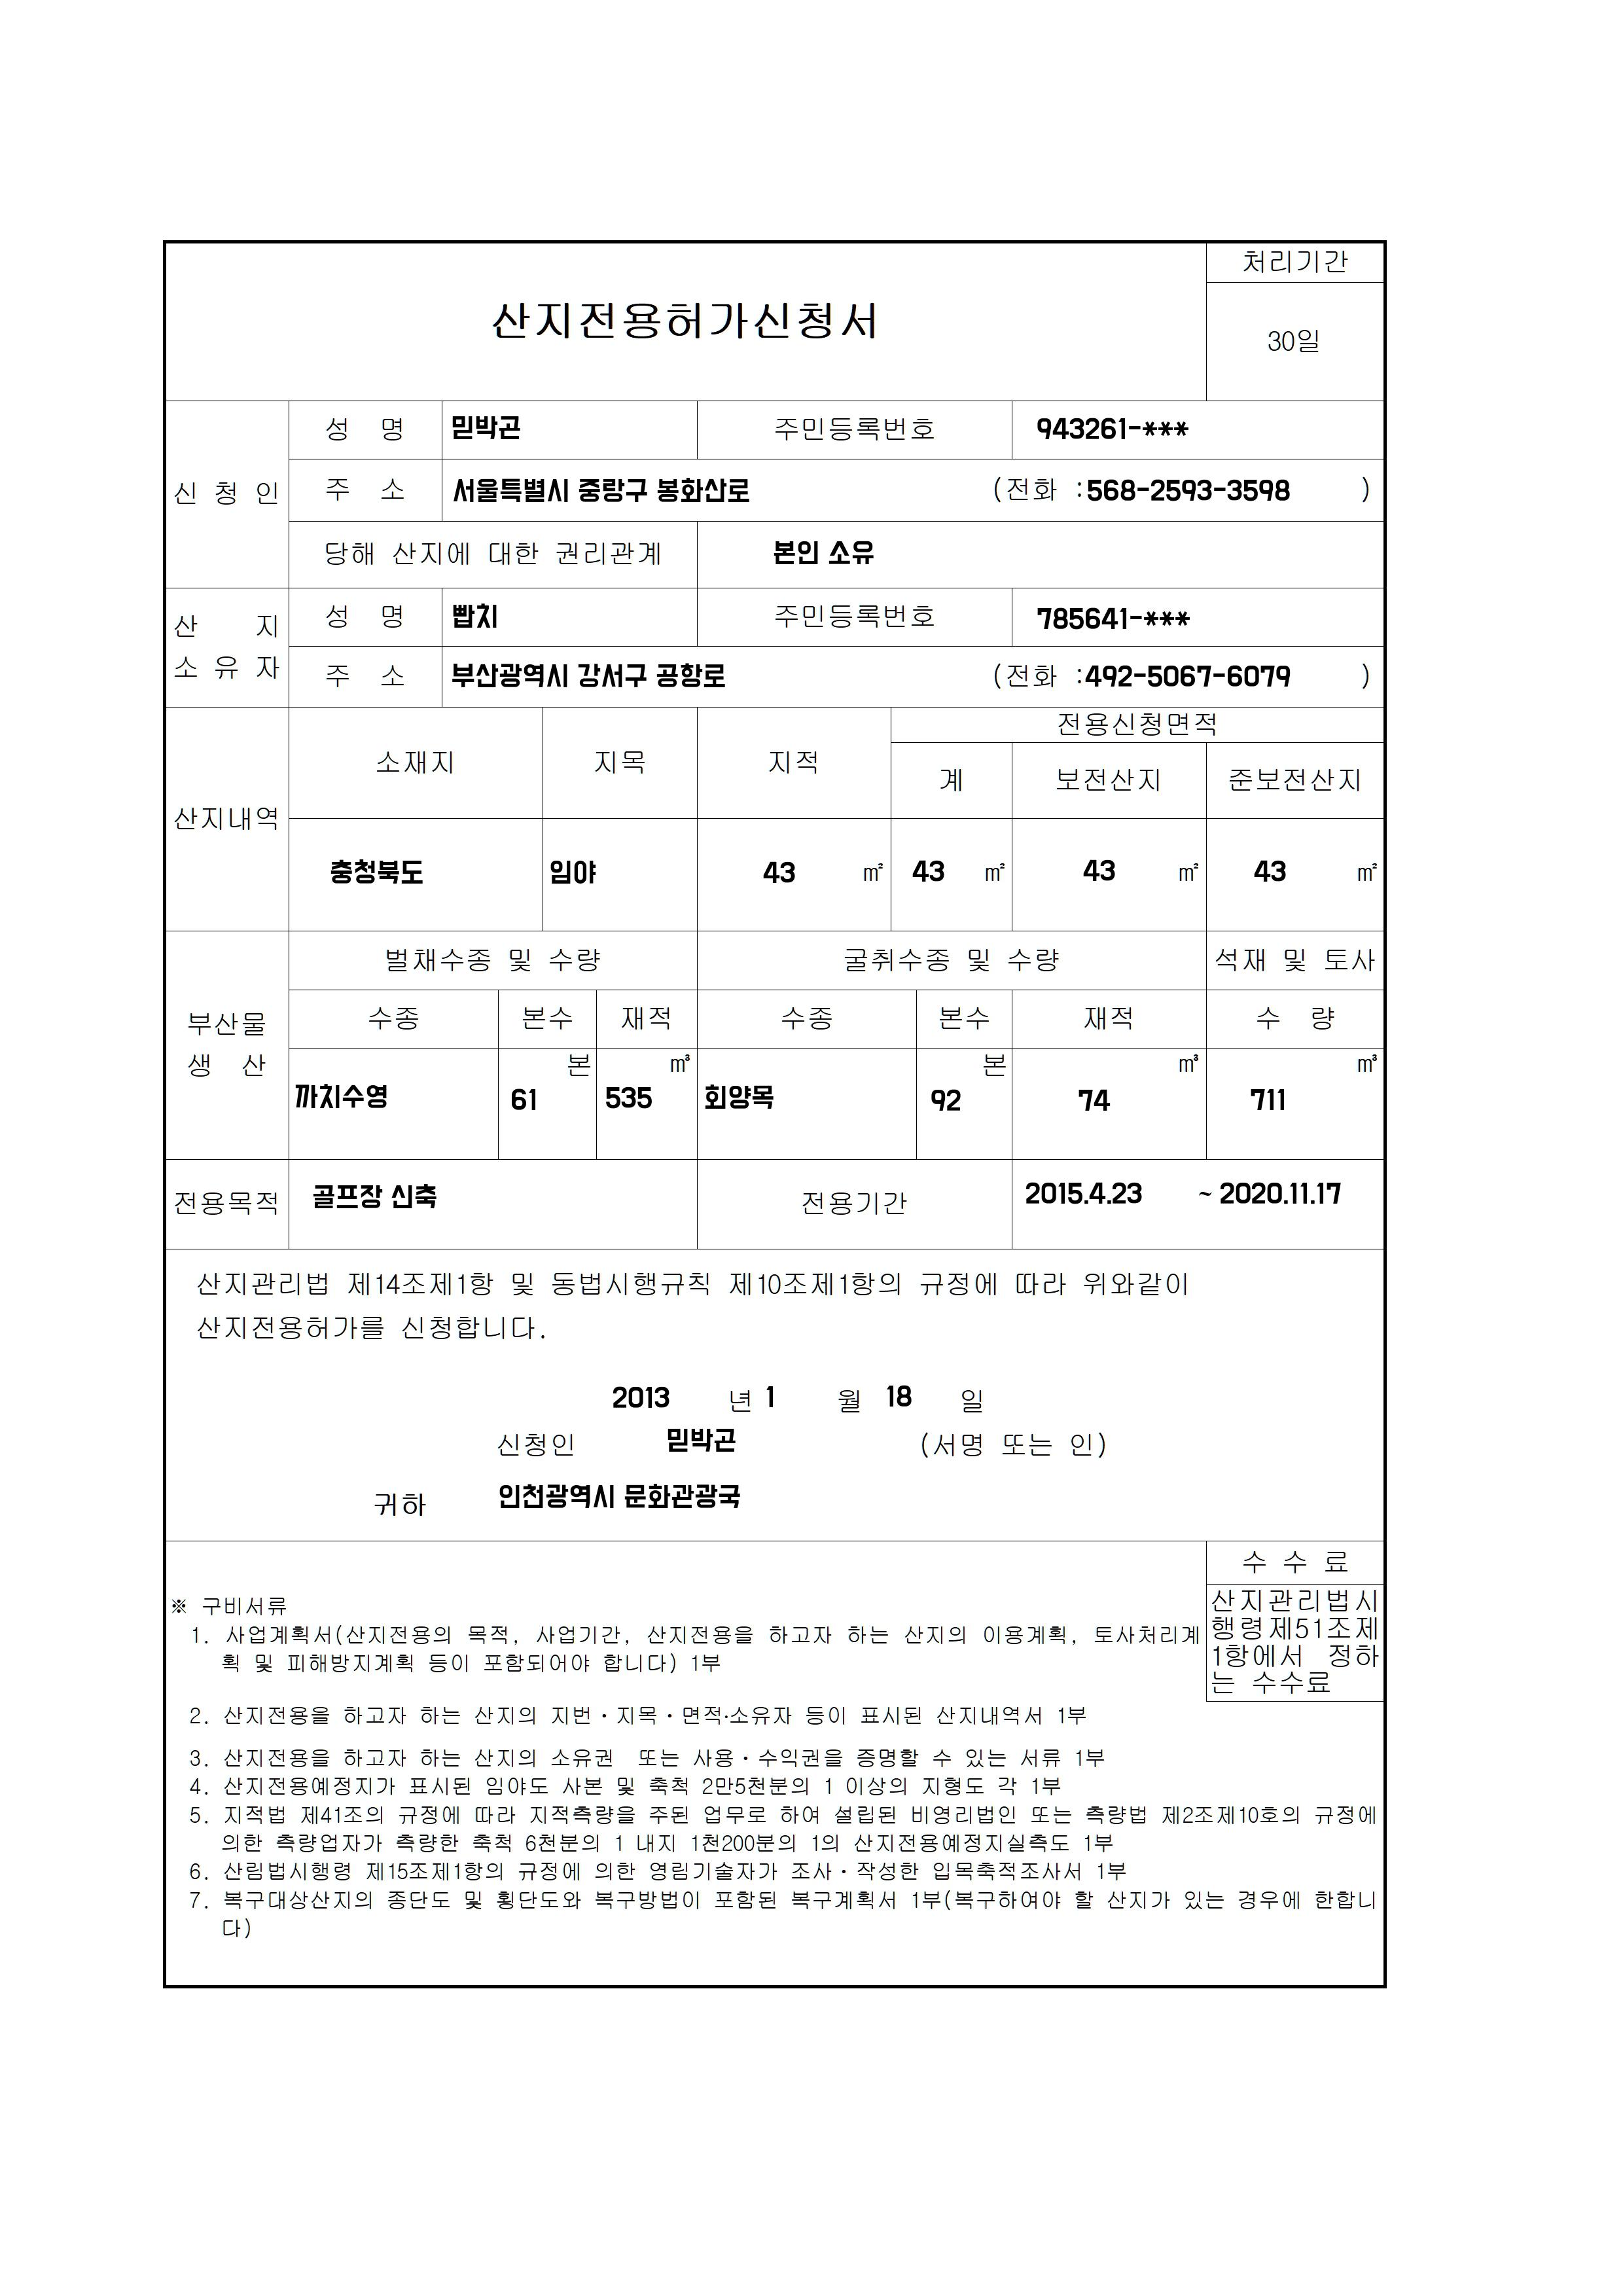 처리기간
산지전용허가신청서
30일
신 청 인
성 명 믿박곤 주민등록번호 943261-***
주 소 서울특별시 중랑구 봉화산로 (전화 :568-2593-3598 )
당해 산지에 대한 권리관계 본인 소유
산 지
소 유 자
성 명 빱치 주민등록번호 785641-***
주 소 부산광역시 강서구 공항로 (전화 :492-5067-6079 )
산지내역
소재지 지목 지적 전용신청면적
계 보전산지 준보전산지
충청북도 임야 43 ㎡ 43 ㎡ 43 ㎡ 43 ㎡
부산물
생 산
벌채수종 및 수량 굴취수종 및 수량 석재 및 토사
수종 본수 재적 수종 본수 재적 수 량
본 ㎥ 본 ㎥ ㎥
까치수영 61 535 회양목 92 74 711
전용목적 골프장 신축 전용기간 2015.4.23 ~ 2020.11.17
산지관리법 제14조제1항 및 동법시행규칙 제10조제1항의 규정에 따라 위와같이
산지전용허가를 신청합니다.
2013 년 1 월 18 일
신청인 믿박곤 (서명 또는 인)
귀하 인천광역시 문화관광국
수 수 료
산지관리법시
행령제51조제
1항에서 정하
는 수수료
※ 구비서류
1. 사업계획서(산지전용의 목적, 사업기간, 산지전용을 하고자 하는 산지의 이용계획, 토사처리계
획 및 피해방지계획 등이 포함되어야 합니다) 1부
2. 산지전용을 하고자 하는 산지의 지번·지목·면적·소유자 등이 표시된 산지내역서 1부
3. 산지전용을 하고자 하는 산지의 소유권 또는 사용·수익권을 증명할 수 있는 서류 1부
4. 산지전용예정지가 표시된 임야도 사본 및 축척 2만5천분의 1 이상의 지형도 각 1부
5. 지적법 제41조의 규정에 따라 지적측량을 주된 업무로 하여 설립된 비영리법인 또는 측량법 제2조제10호의 규정에
의한 측량업자가 측량한 축척 6천분의 1 내지 1천200분의 1의 산지전용예정지실측도 1부
6. 산림법시행령 제15조제1항의 규정에 의한 영림기술자가 조사·작성한 입목축적조사서 1부
7. 복구대상산지의 종단도 및 횡단도와 복구방법이 포함된 복구계획서 1부(복구하여야 할 산지가 있는 경우에 한합니
다)